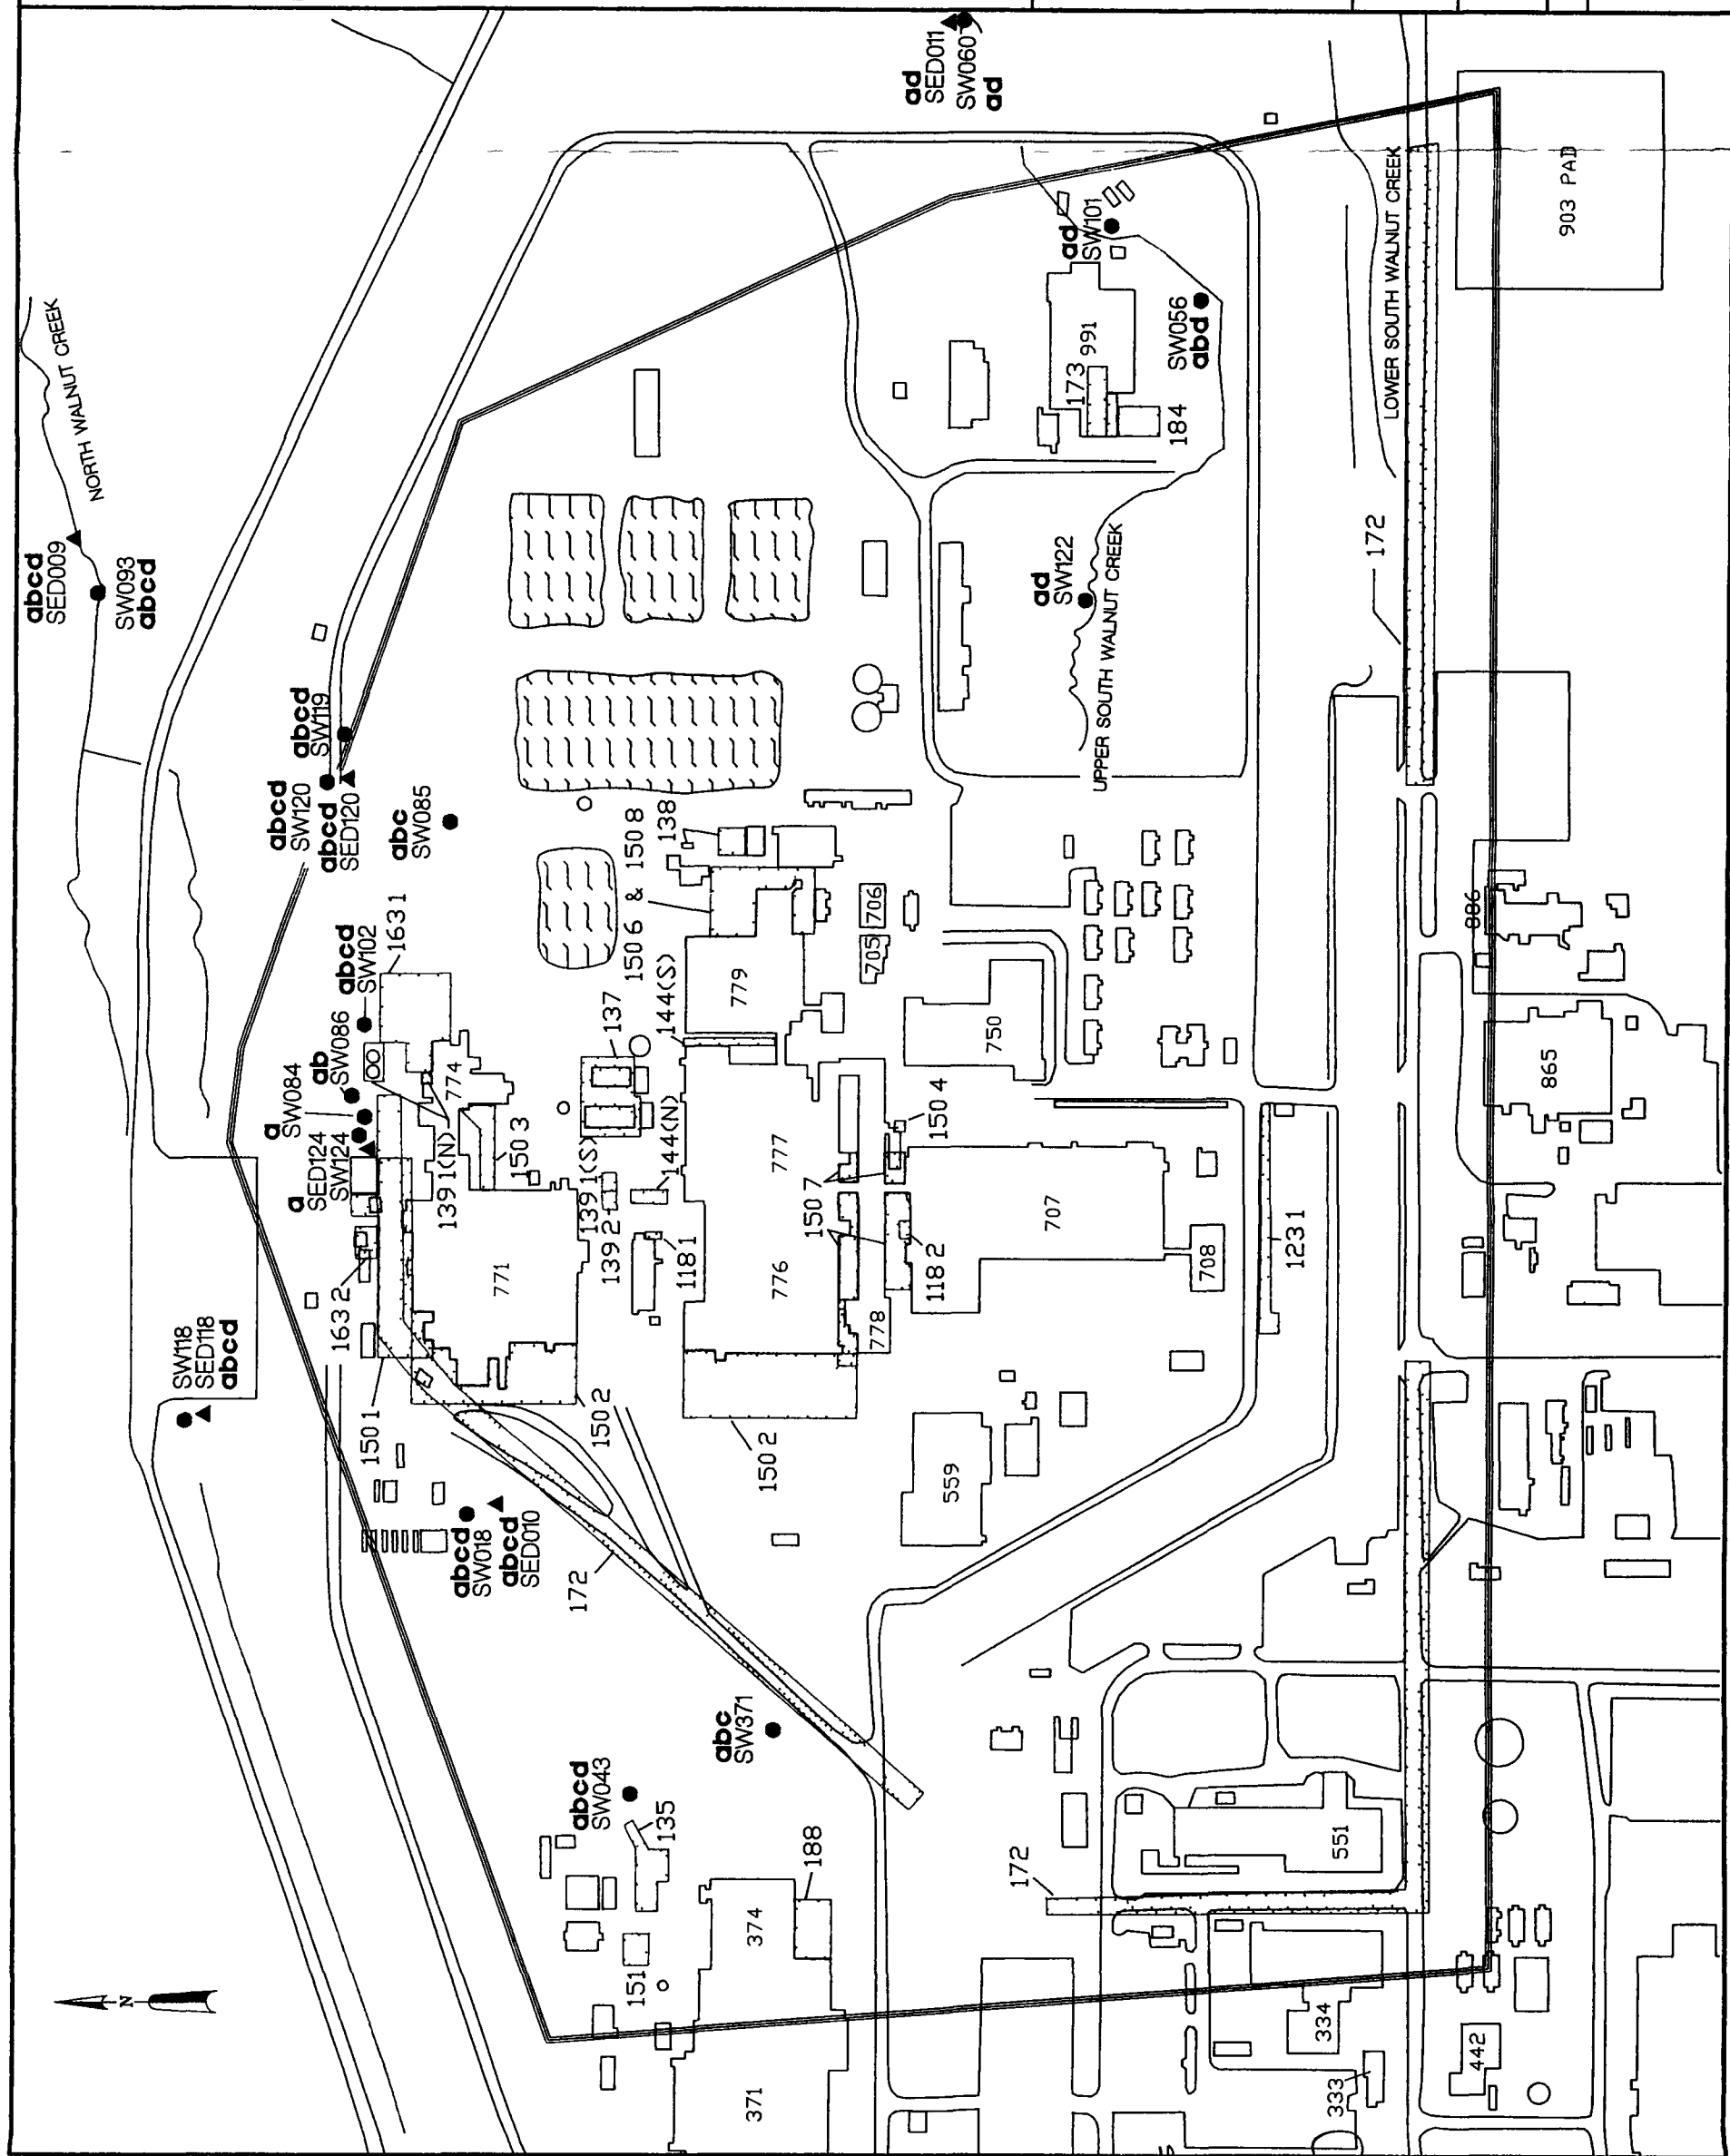 NORTH WALNUT CREEK
abcd
SED009
SW093
abcd
ad
SED011
SW060
ad
abcd
SW119
abcd
SW120
abcd
SED120
abc
SW085
abcd
SW102
1631
ab
SW086
a
SW084
a
SED124
SW124
SW118
SED118
abcd
163 2
150 1
139 1(N)
774
150 3
771
150 2
abcd
SW018
abcd
SED010
172
138
150 6 & 150 8
137
144(S)
139 1(S)
139 2
144(N)
118 1
779
777
776
778
150 7
150 4
118 2
150 2
705
706
750
707
708
559
123 1
ad
SW101
991
173
184
SW056
abd
ad
SW122
UPPER SOUTH WALNUT CREEK
LOWER SOUTH WALNUT CREEK
172
903 PAD
886
865
abc
SW371
abcd
SW043
135
188
374
151
371
N
172
551
334
333
442